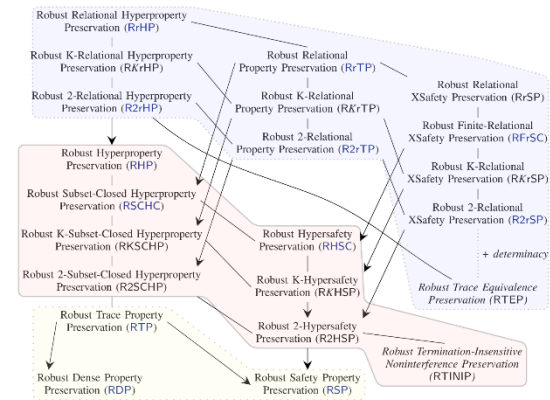 Robust Relational Hyperproperty
Preservation (RrHP)
Robust K-Relational Hyperproperty
Preservation (RKrHP)
Robust 2-Relational Hyperproperty
Preservation (R2rHP)
Robust Relational
Property Preservation (RrTP)
Robust K-Relational
Property Preservation (RKrTP)
Robust 2-Relational
Property Preservation (R2rTP)
Robust Relational
XSafety Preservation (RrSP)
Robust Finite-Relational
XSafety Preservation (RFrSC)
Robust K-Relational
XSafety Preservation (RKrSP)
Robust 2-Relational
XSafety Preservation (R2rSP)
+ determinacy
Robust Trace Equivalence
Preservation (RTEP)
Robust Hyperproperty
Preservation (RHP)
Robust Subset-Closed Hyperproperty
Preservation (RSCHC)
Robust K-Subset-Closed Hyperproperty
Preservation (RKSCHP)
Robust 2-Subset-Closed Hyperproperty
Preservation (R2SCHP)
Robust Hypersafety
Preservation (RHSC)
Robust K-Hypersafety
Preservation (RKHSP)
Robust 2-Hypersafety
Preservation (R2HSP)
Robust Termination-Insensitive
Noninterference Preservation
(RTINIP)
Robust Trace Property
Preservation (RTP)
Robust Dense Property
Preservation (RDP)
Robust Safety Property
Preservation (RSP)